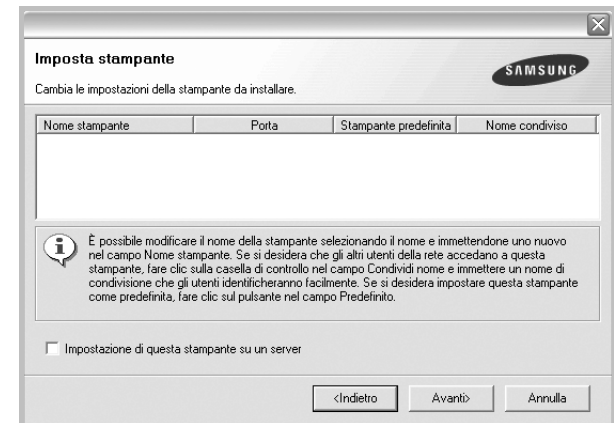 Imposta stampante
SAMSUNG
Cambia le impostazioni della stampante da installare.
Nome stampante Porta Stampante predefinita Nome condiviso
È possibile modificare il nome della stampante selezionando il nome e immettendone uno nuovo
nel campo Nome stampante. Se si desidera che gli altri utenti della rete accedano a questa
stampante, fare clic sulla casella di controllo nel campo Condividi nome e immettere un nome di
condivisione che gli utenti identificheranno facilmente. Se si desidera impostare questa stampante
come predefinita, fare clic sul pulsante nel campo Predefinito.
Impostazione di questa stampante su un server
<Indietro Avanti> Annulla